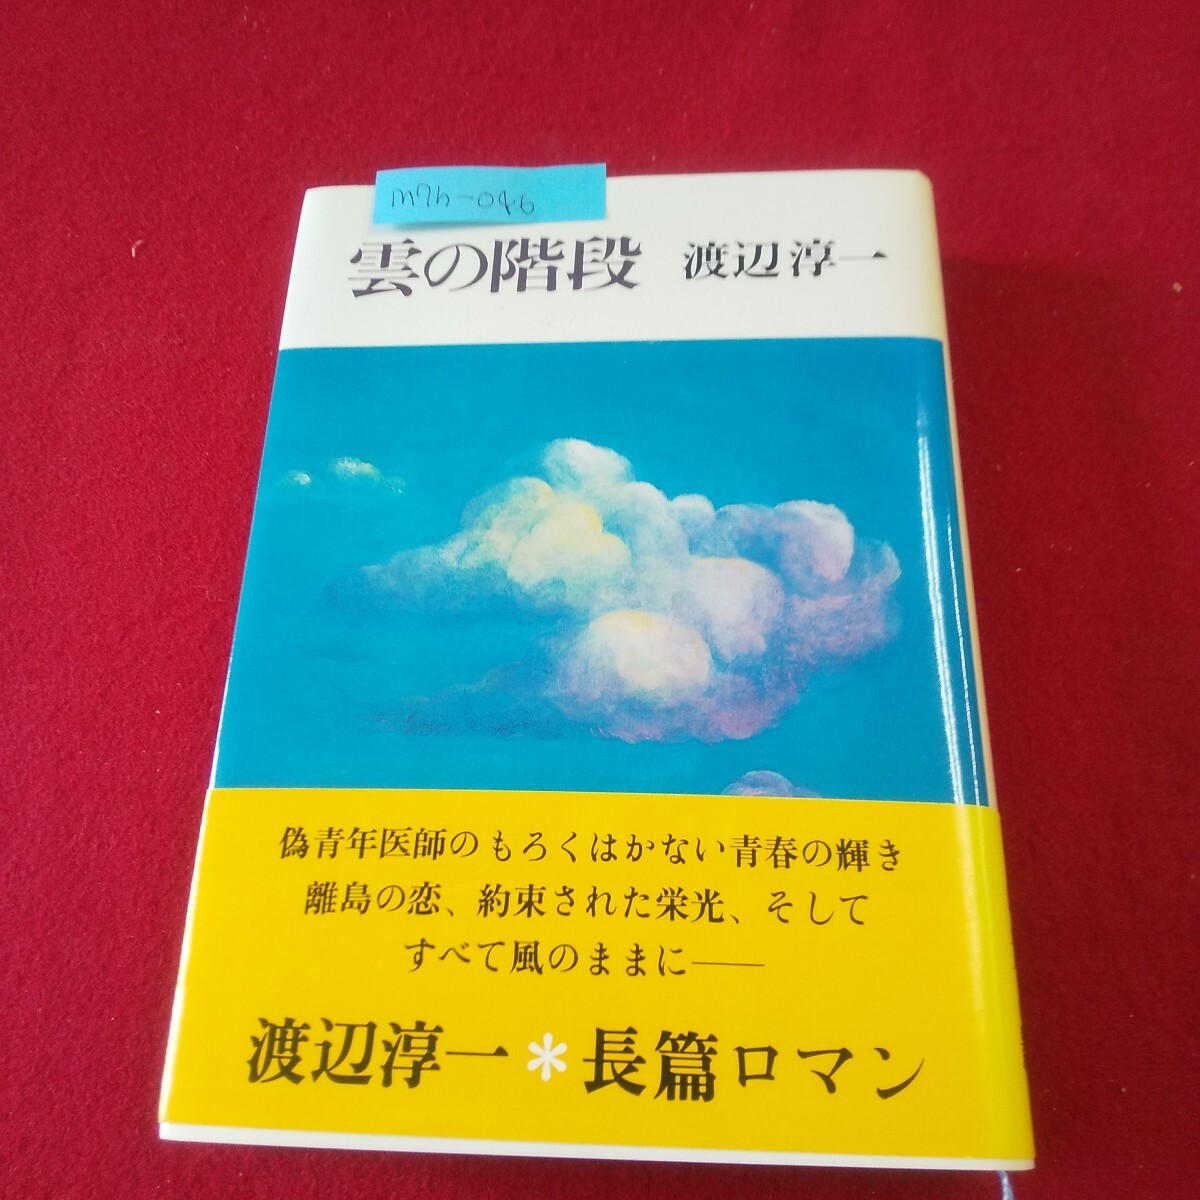 m7h-046
雲の階段 渡辺淳一
偽青年医師のもろくはかない青春の輝き
離島の恋、約束された栄光、そして
すべて風のままに――
渡辺淳一＊長篇ロマン